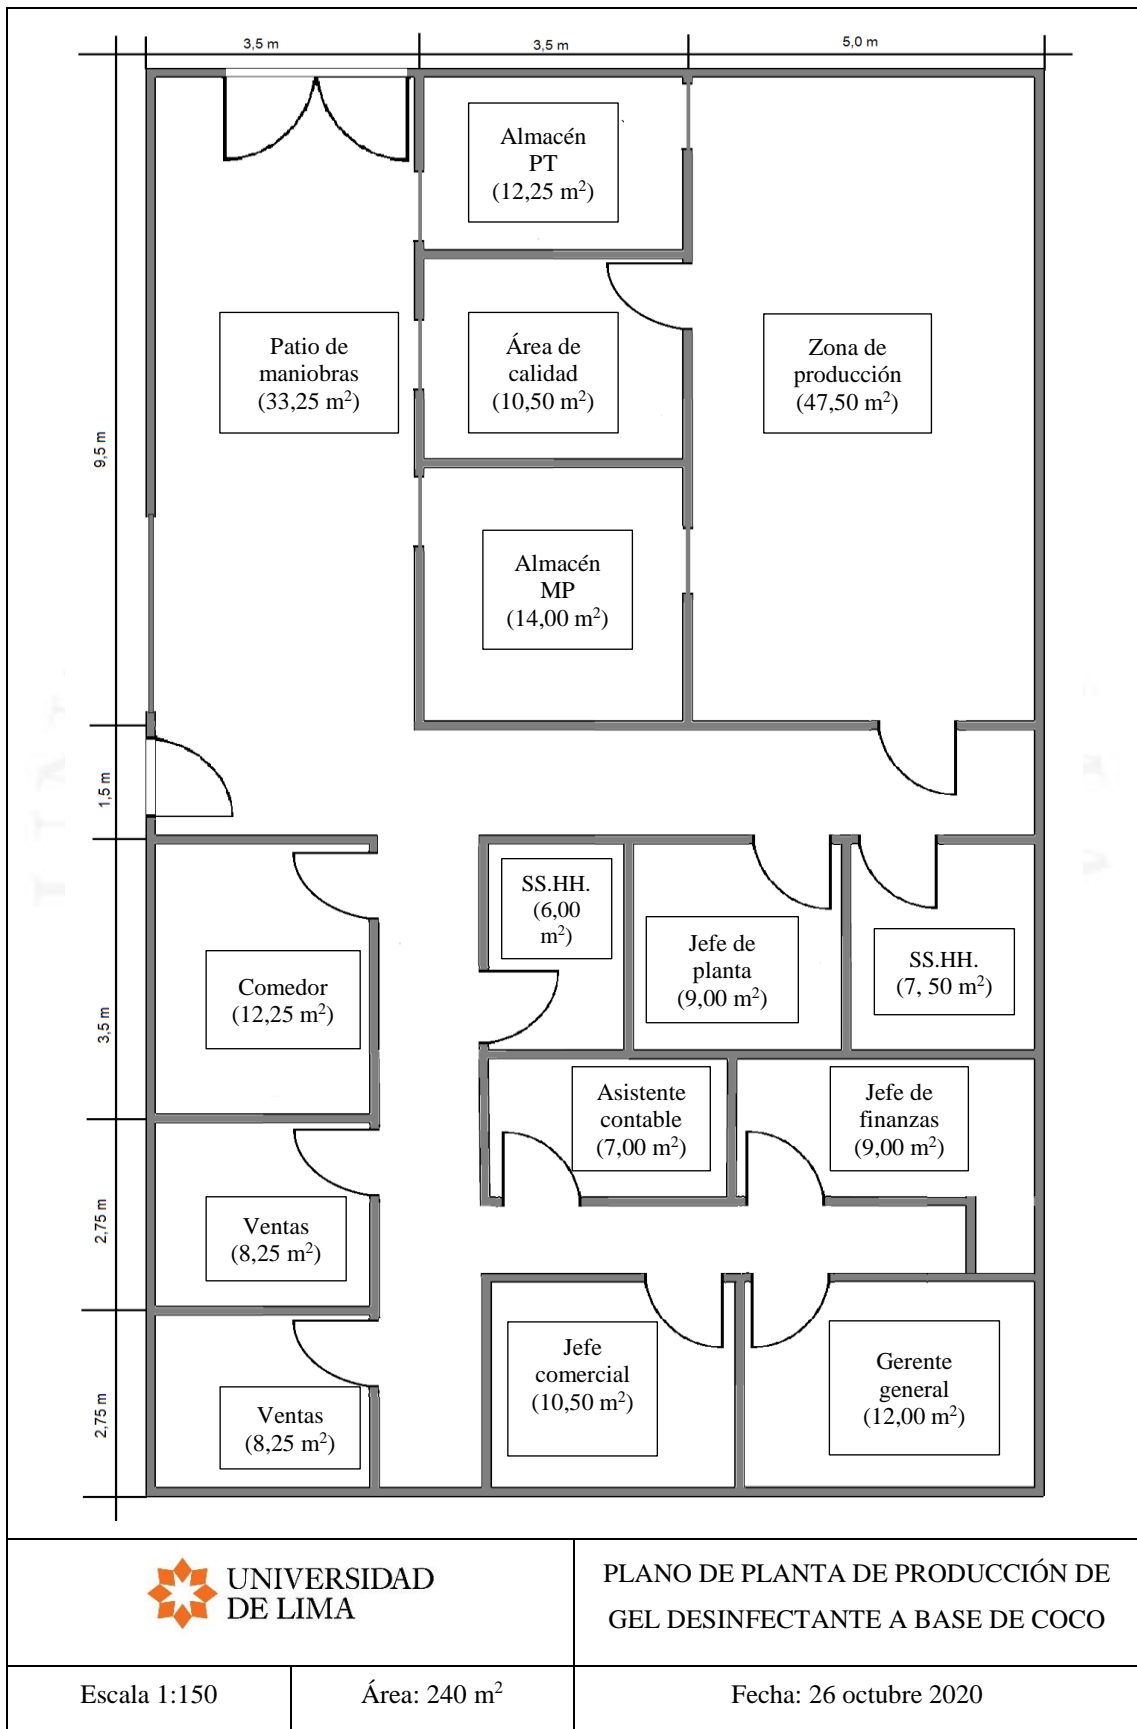 3,5 m
3,5 m
5,0 m
Almacén
PT
(12,25 m²)
Patio de
maniobras
(33,25 m²)
Área de
calidad
(10,50 m²)
Zona de
producción
(47,50 m²)
9,5 m
Almacén
MP
(14,00 m²)
1,5 m
SS.HH.
(6,00
m²)
Jefe de
planta
(9,00 m²)
SS.HH.
(7, 50 m²)
Comedor
(12,25 m²)
3,5 m
Asistente
contable
(7,00 m²)
Jefe de
finanzas
(9,00 m²)
2,75 m
Ventas
(8,25 m²)
Jefe
comercial
(10,50 m²)
Gerente
general
(12,00 m²)
2,75 m
Ventas
(8,25 m²)
UNIVERSIDAD
DE LIMA
PLANO DE PLANTA DE PRODUCCIÓN DE
GEL DESINFECTANTE A BASE DE COCO
Escala 1:150
Área: 240 m²
Fecha: 26 octubre 2020